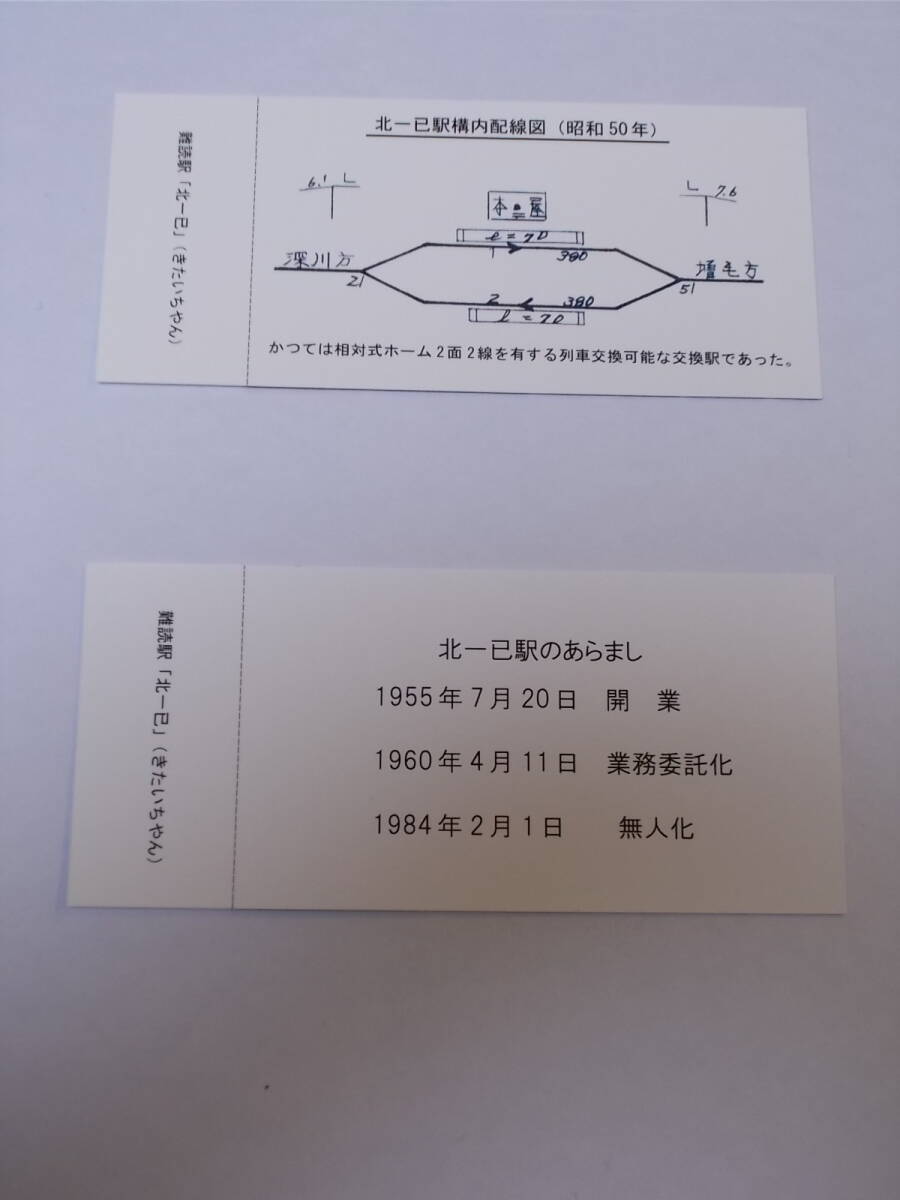 難読駅「北一已」(きたいちやん)
北一已駅構内配線図（昭和50年）
6.1
7.6
本屋
l=70
1
380
深川方
21
増毛方
51
2
380
l=70
かつては相対式ホーム2面2線を有する列車交換可能な交換駅であった。
難読駅「北一已」(きたいちやん)
北一已駅のあらまし
1955年7月20日 開 業
1960年4月11日 業務委託化
1984年2月1日 無人化